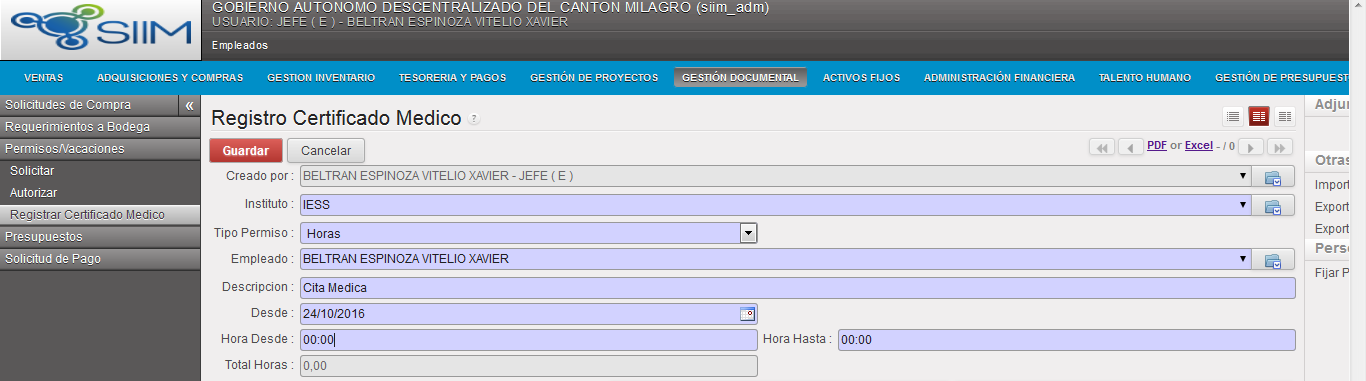 SIIM
GOBIERNO AUTONOMO DESCENTRALIZADO DEL CANTON MILAGRO (siim_adm)
USUARIO: JEFE ( E ) - BELTRAN ESPINOZA VITELIO XAVIER
Empleados
VENTAS ADQUISICIONES Y COMPRAS GESTION INVENTARIO TESORERIA Y PAGOS GESTIÓN DE PROYECTOS GESTIÓN DOCUMENTAL ACTIVOS FIJOS ADMINISTRACIÓN FINANCIERA TALENTO HUMANO GESTIÓN DE PRESUPUEST
Solicitudes de Compra «
Requerimientos a Bodega
Permisos/Vacaciones
Solicitar
Autorizar
Registrar Certificado Medico
Presupuestos
Solicitud de Pago
Registro Certificado Medico ?
Guardar Cancelar
PDF or Excel - / 0
Creado por : BELTRAN ESPINOZA VITELIO XAVIER - JEFE ( E )
Instituto : IESS
Tipo Permiso : Horas
Empleado : BELTRAN ESPINOZA VITELIO XAVIER
Descripcion : Cita Medica
Desde : 24/10/2016
Hora Desde : 00:00 Hora Hasta : 00:00
Total Horas : 0,00
Adjun
Otras
Import
Export
Export
Pers
Fijar P